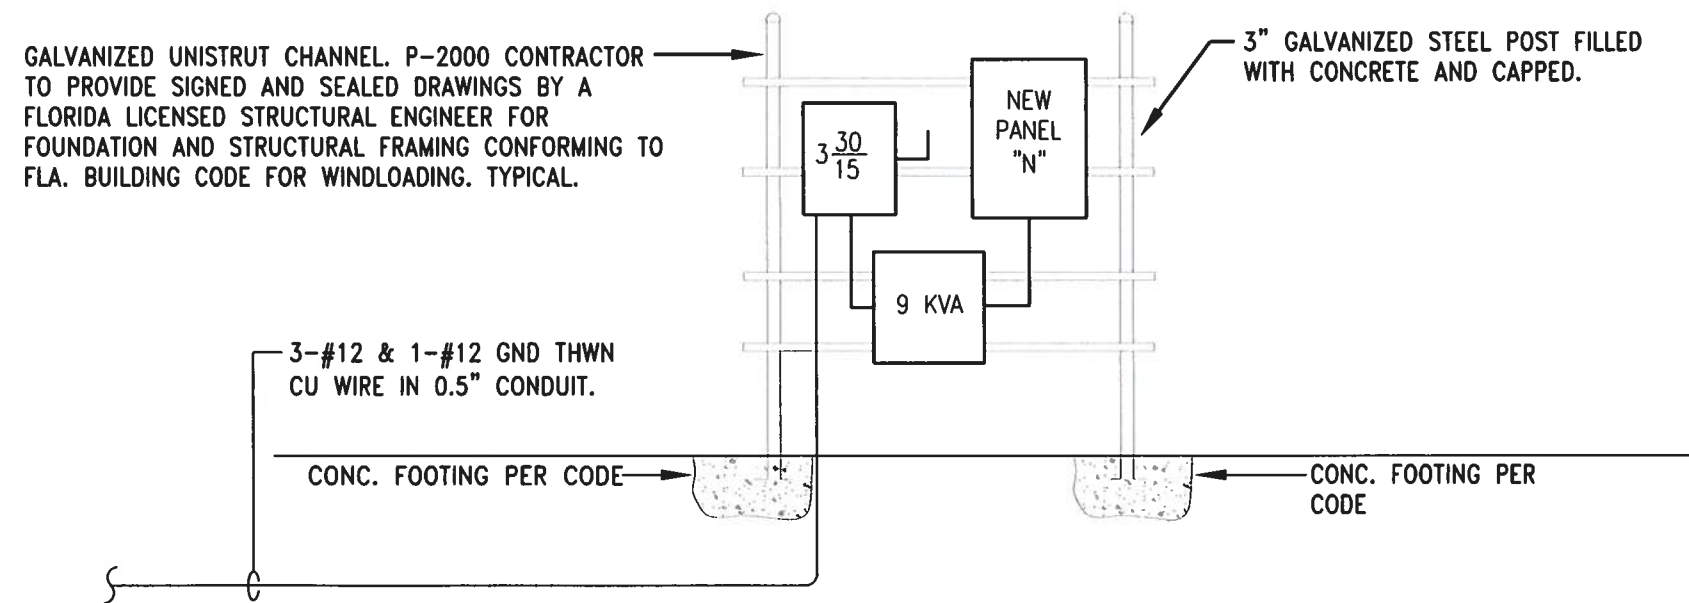 GALVANIZED UNISTRUT CHANNEL. P-2000 CONTRACTOR
TO PROVIDE SIGNED AND SEALED DRAWINGS BY A
FLORIDA LICENSED STRUCTURAL ENGINEER FOR
FOUNDATION AND STRUCTURAL FRAMING CONFORMING TO
FLA. BUILDING CODE FOR WINDLOADING. TYPICAL.
3" GALVANIZED STEEL POST FILLED
WITH CONCRETE AND CAPPED.
NEW
PANEL
"N"
3 30
15
9 KVA
3-#12 & 1-#12 GND THWN
CU WIRE IN 0.5" CONDUIT.
CONC. FOOTING PER CODE
CONC. FOOTING PER
CODE